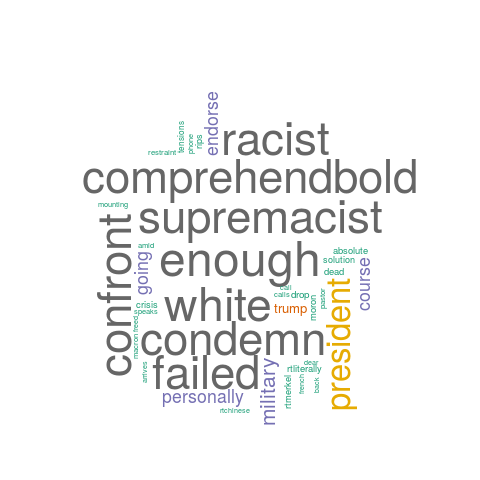 racist
endorse
tensions
phone
rips
restraint
comprehendbold
mounting
supremacist
confront
amid
going
enough
absolute
solution
dead
course
call
calls
drop
pastor
moron
crisis
speaks
white
trump
president
freed
macron
condemn
failed
arrives
military
dear
rtliterally
rtmerkel
french
back
personally
rtchinese